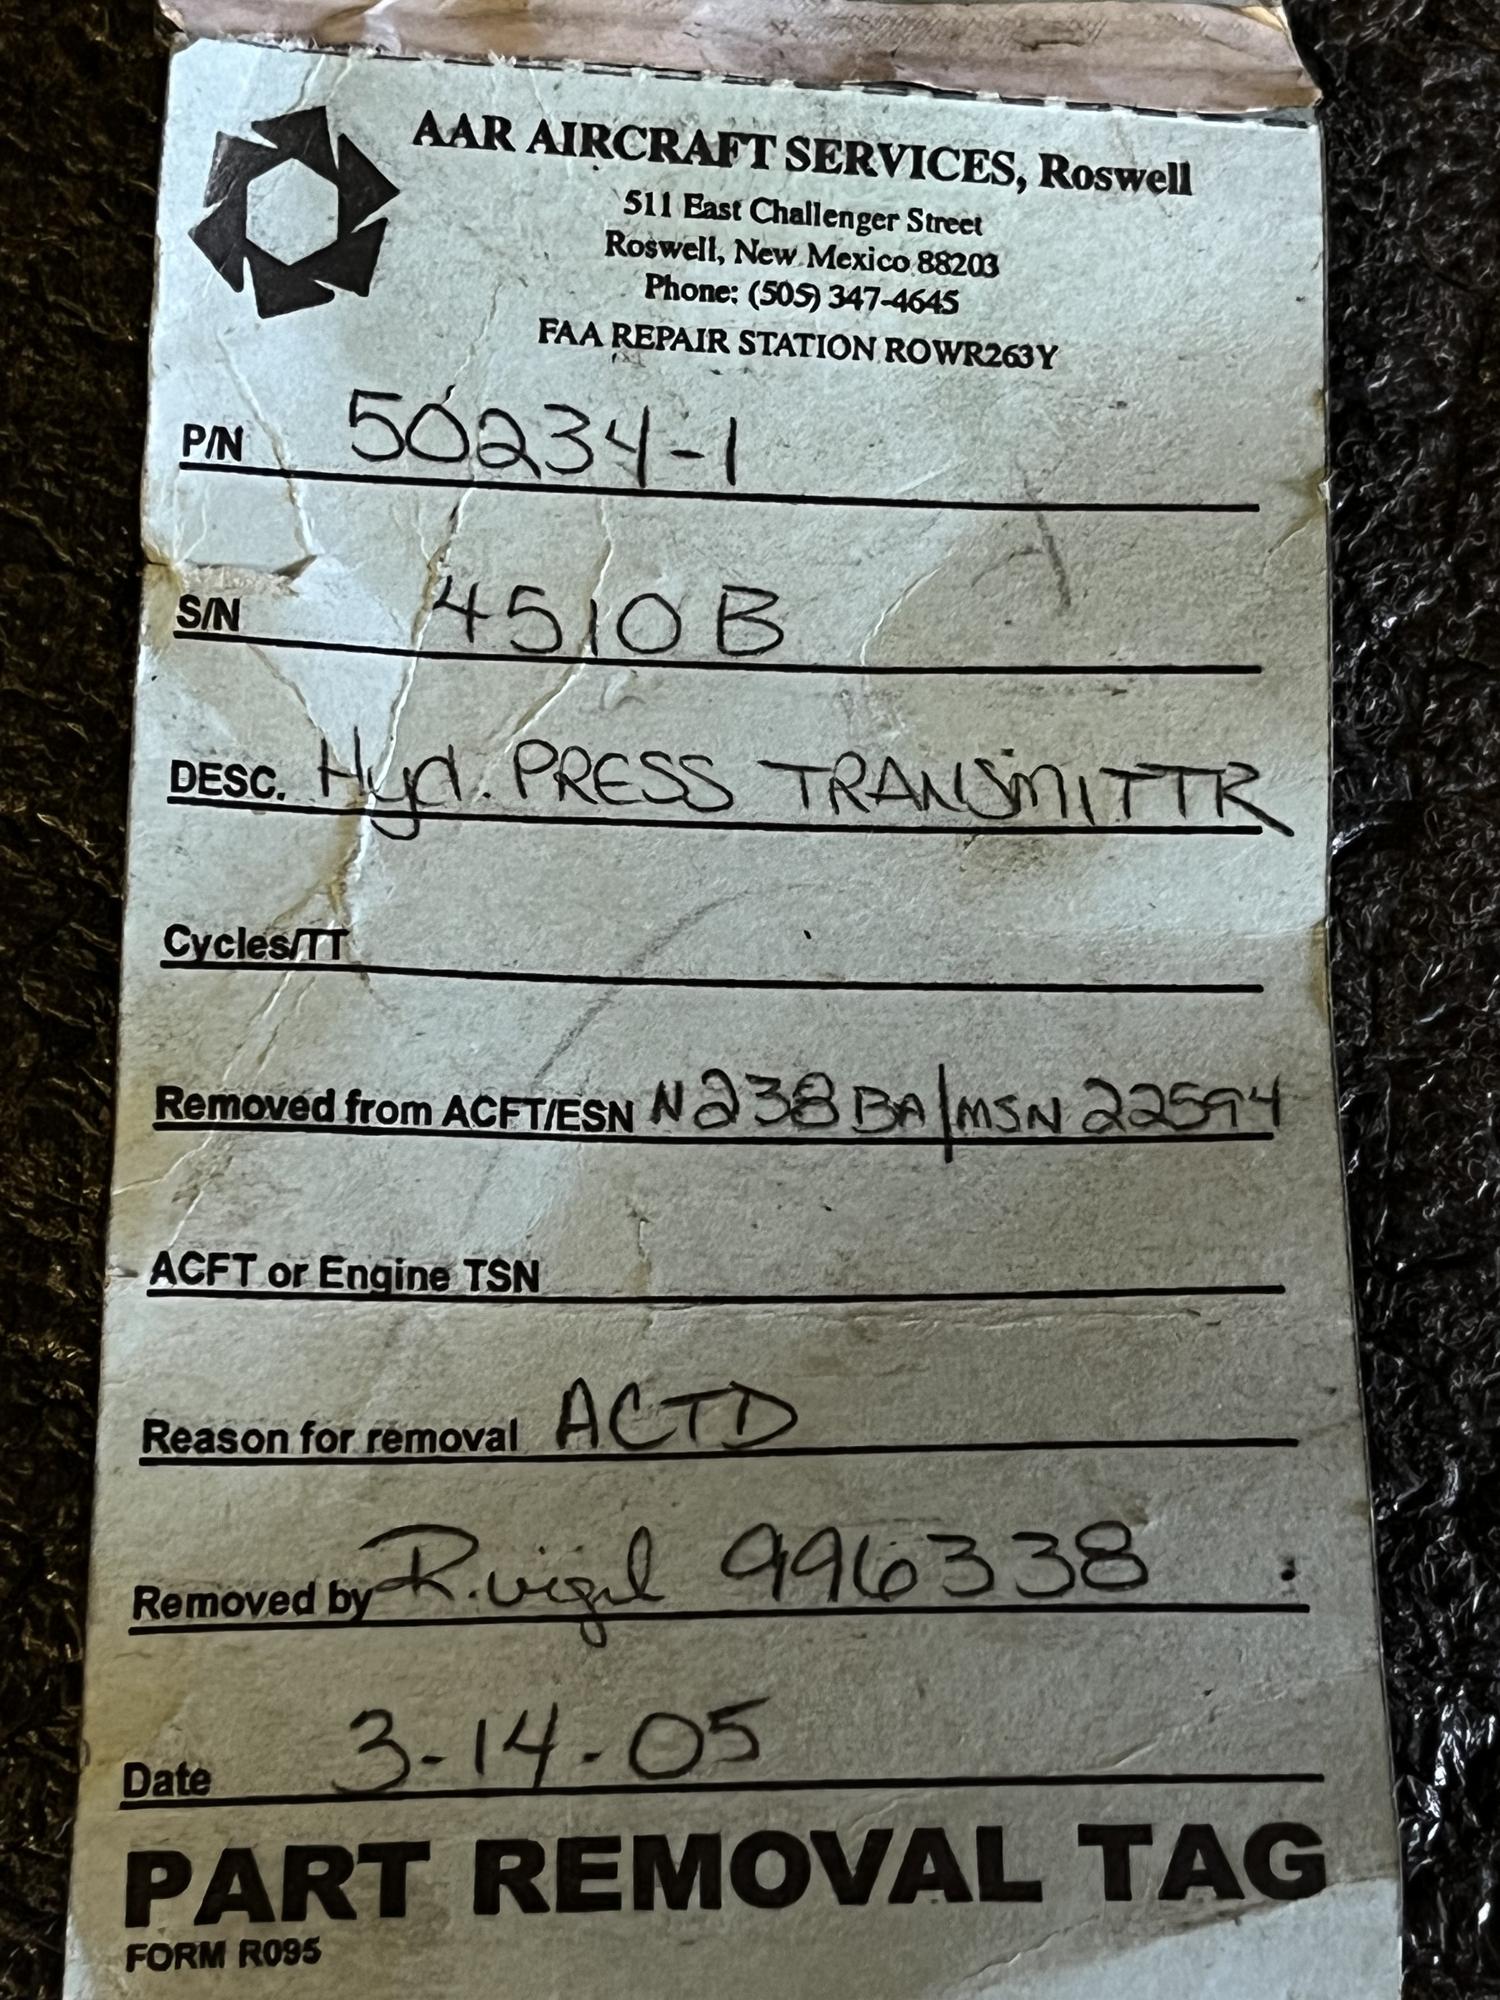 AAR AIRCRAFT SERVICES, Roswell
511 East Challenger Street
Roswell, New Mexico 88203
Phone: (505) 347-4645
FAA REPAIR STATION ROWR263Y
P/N 50234-1
S/N 4510B
DESC. Hyd. PRESS TRANSMITTR
Cycles/TT
Removed from ACFT/ESN N238BA/MSN 22594
ACFT or Engine TSN
Reason for removal ACTD
Removed by R. Vigil 996338
Date 3-14-05
PART REMOVAL TAG
FORM R095